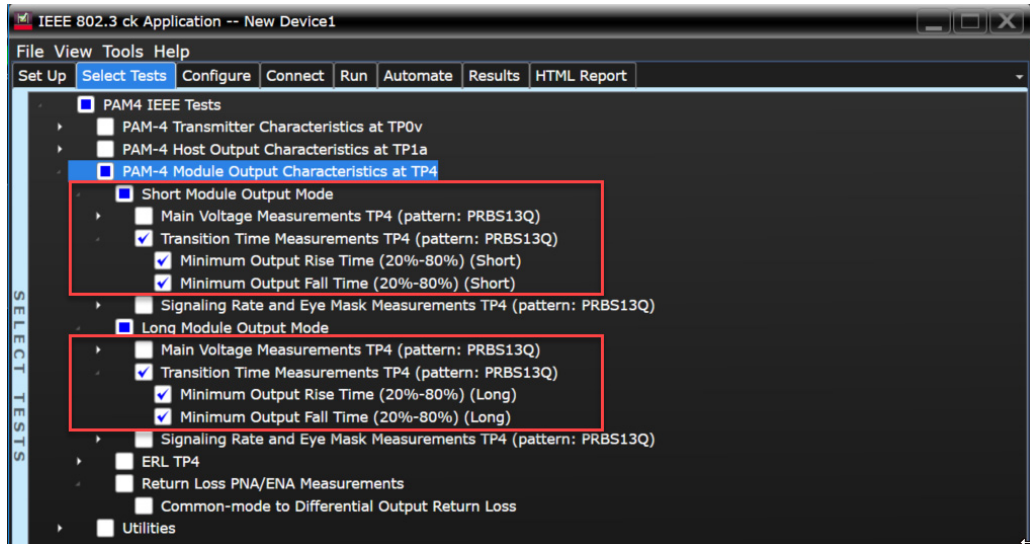 IEEE 802.3 ck Application -- New Device1
File View Tools Help
Set Up Select Tests Configure Connect Run Automate Results HTML Report
PAM4 IEEE Tests
PAM-4 Transmitter Characteristics at TP0v
PAM-4 Host Output Characteristics at TP1a
PAM-4 Module Output Characteristics at TP4
Short Module Output Mode
Main Voltage Measurements TP4 (pattern: PRBS13Q)
Transition Time Measurements TP4 (pattern: PRBS13Q)
Minimum Output Rise Time (20%-80%) (Short)
Minimum Output Fall Time (20%-80%) (Short)
Signaling Rate and Eye Mask Measurements TP4 (pattern: PRBS13Q)
Long Module Output Mode
Main Voltage Measurements TP4 (pattern: PRBS13Q)
Transition Time Measurements TP4 (pattern: PRBS13Q)
Minimum Output Rise Time (20%-80%) (Long)
Minimum Output Fall Time (20%-80%) (Long)
Signaling Rate and Eye Mask Measurements TP4 (pattern: PRBS13Q)
ERL TP4
Return Loss PNA/ENA Measurements
Common-mode to Differential Output Return Loss
Utilities
SELECT TESTS